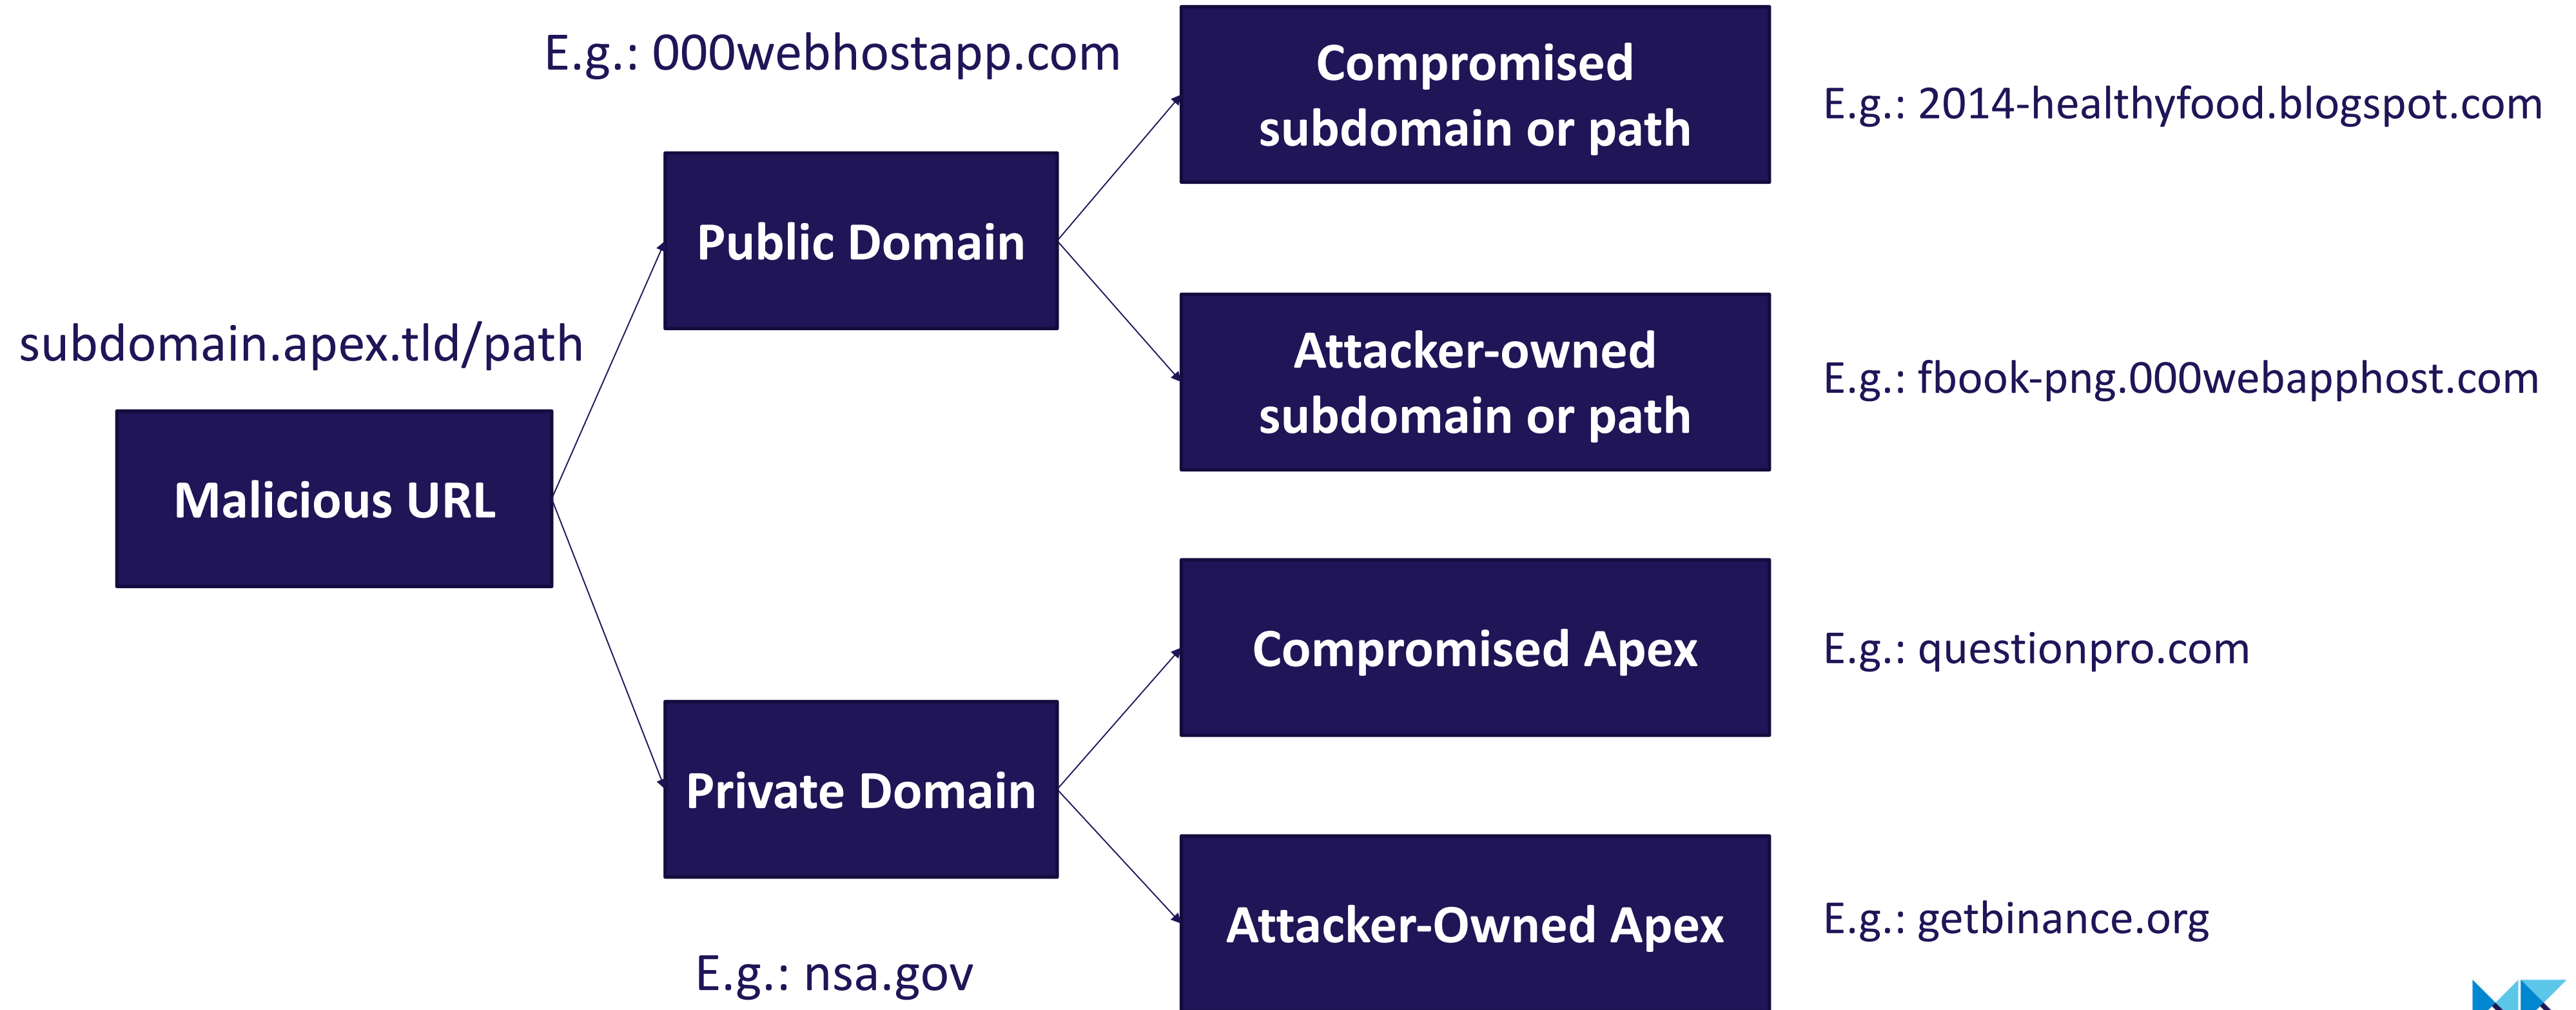 E.g.: 000webhostapp.com
Compromised
subdomain or path
E.g.: 2014-healthyfood.blogspot.com
Public Domain
subdomain.apex.tld/path
Attacker-owned
subdomain or path
E.g.: fbook-png.000webapphost.com
Malicious URL
Compromised Apex
E.g.: questionpro.com
Private Domain
Attacker-Owned Apex
E.g.: getbinance.org
E.g.: nsa.gov